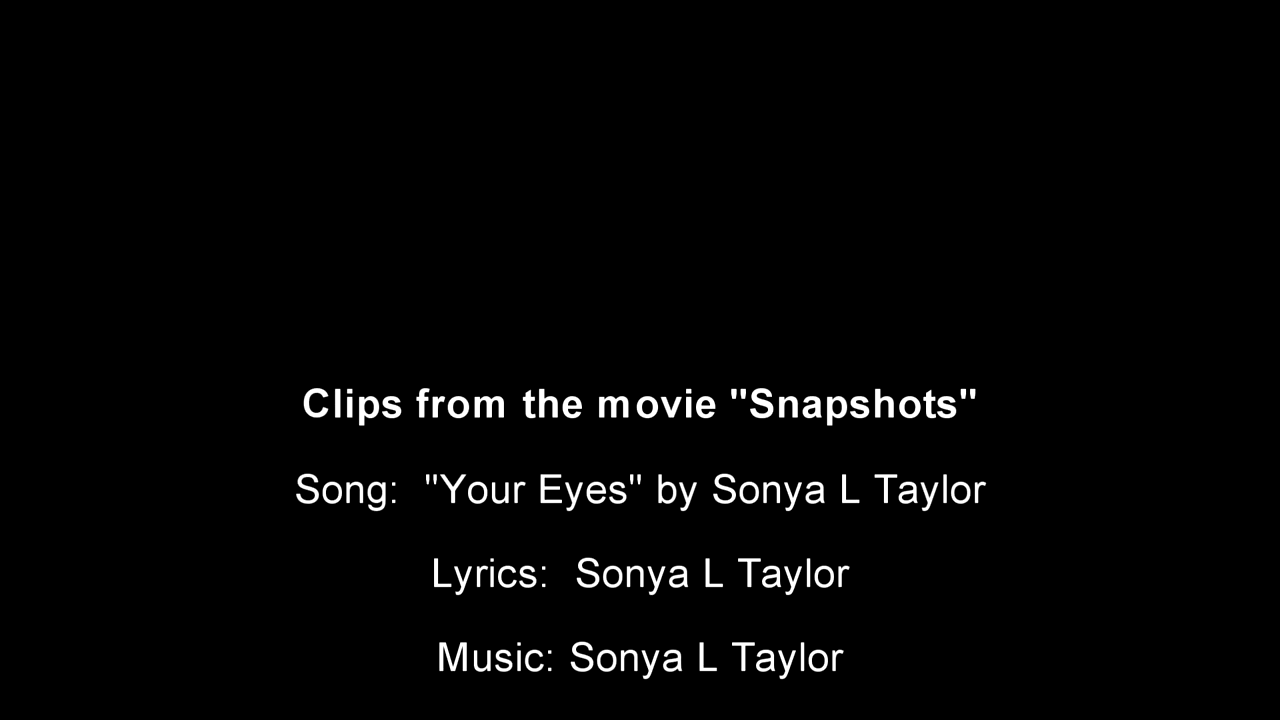 Clips from the movie "Snapshots"
Song:  "Your Eyes" by Sonya L Taylor
Lyrics:  Sonya L Taylor
Music: Sonya L Taylor